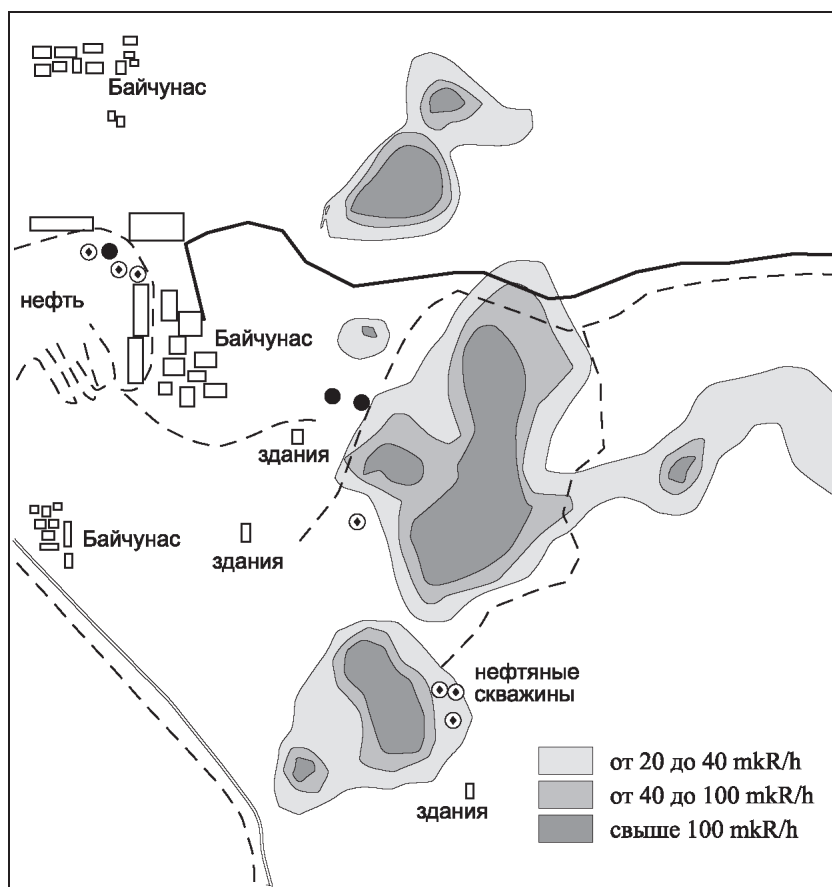 Байчунас
нефть
Байчунас
здания
Байчунас
здания
нефтяные
скважины
здания
от 20 до 40 mkR/h
от 40 до 100 mkR/h
свыше 100 mkR/h